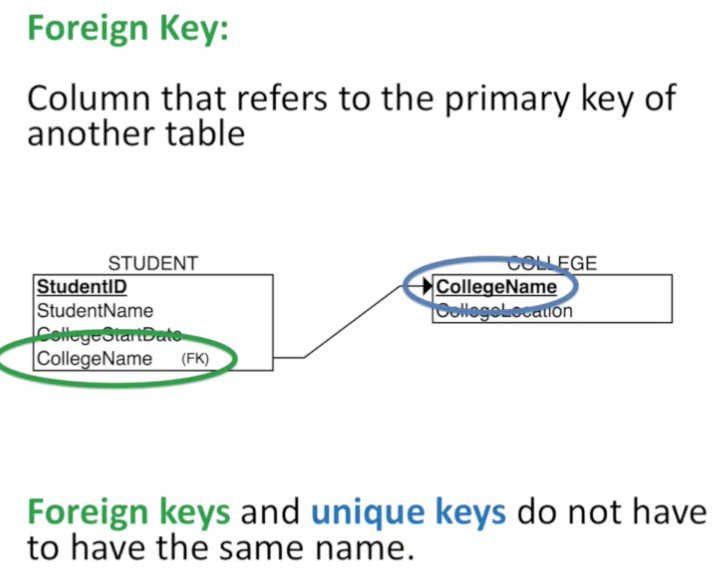 Foreign Key:
Column that refers to the primary key of
another table
STUDENT
StudentID
StudentName
CollegeStartDate
CollegeName (FK)
COLLEGE
CollegeName
CollegeLocation
Foreign keys and unique keys do not have
to have the same name.